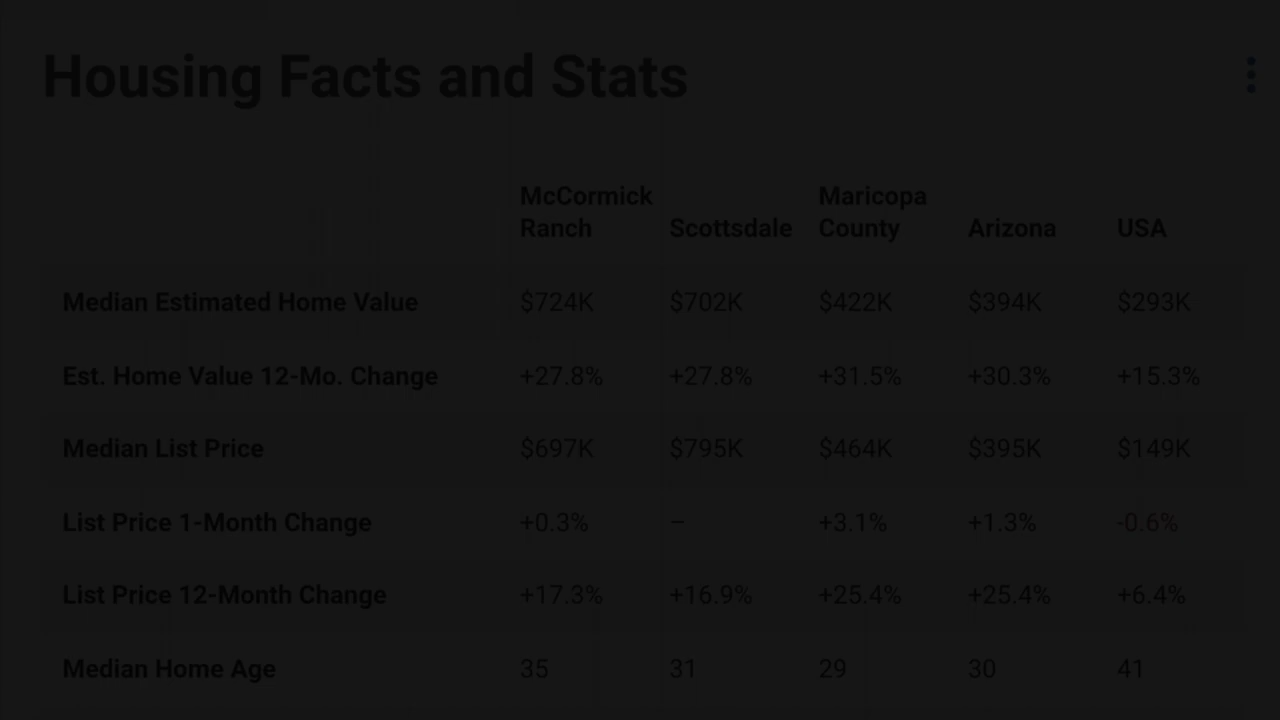 Housing Facts and Stats
McCormick Ranch Scottsdale Maricopa County Arizona USA
Median Estimated Home Value $724K $702K $422K $394K $293K
Est. Home Value 12-Mo. Change +27.8% +27.8% +31.5% +30.3% +15.3%
Median List Price $697K $795K $464K $395K $149K
List Price 1-Month Change +0.3% – +3.1% +1.3% -0.6%
List Price 12-Month Change +17.3% +16.9% +25.4% +25.4% +6.4%
Median Home Age 35 31 29 30 41